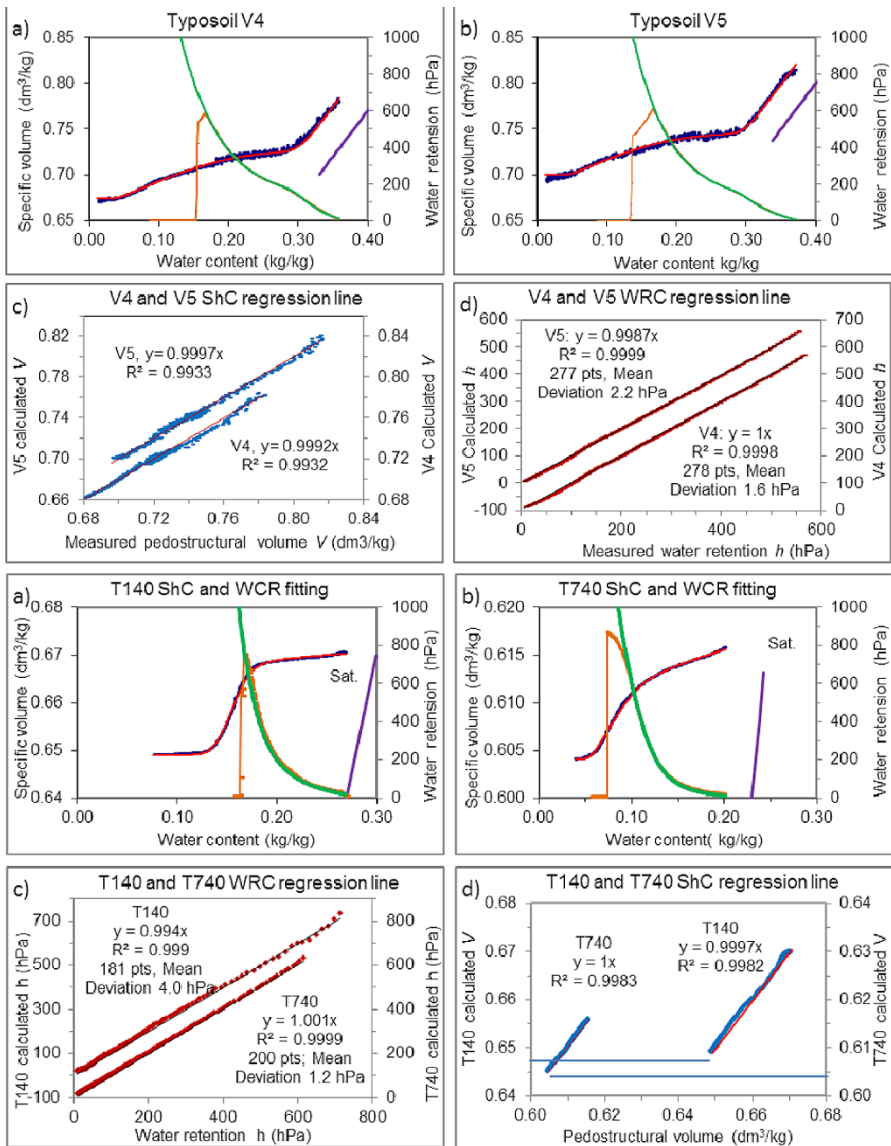 a)
Typosoil V4
Specific volume (dm³/kg)
0.85
0.80
0.75
0.70
0.65
0.00 0.10 0.20 0.30 0.40
Water content (kg/kg)
1000
800
600
400
200
0
Water retension (hPa)
b)
Typosoil V5
Specific volume (dm³/kg)
0.85
0.80
0.75
0.70
0.65
0.00 0.10 0.20 0.30 0.40
Water content kg/kg)
1000
800
600
400
200
0
Water retension (hPa)
c)
V4 and V5 ShC regression line
V5 calculated V
0.82
0.78
0.74
0.70
0.66
V5, y=0.9997x
R² = 0.9933
V4, y=0.9992x
R² = 0.9932
0.84
0.80
0.76
0.72
0.68
V4 Calculated V
0.68 0.72 0.76 0.80 0.84
Measured pedostructural volume V (dm3/kg)
d)
V4 and V5 WRC regression line
V5 Calculated h
600
500
400
300
200
100
0
-100
V5: y = 0.9987x
R² = 0.9999
277 pts, Mean
Deviation 2.2 hPa
V4: y = 1x
R² = 0.9998
278 pts, Mean
Deviation 1.6 hPa
700
600
500
400
300
200
100
0
V4 Calculated h
0 200 400 600
Measured water retention h (hPa)
a)
T140 ShC and WCR fitting
Specific volume (dm³/kg)
0.68
0.67
0.66
0.65
0.64
Sat.
0.00 0.10 0.20 0.30
Water content (kg/kg)
1000
800
600
400
200
0
Water retension (hPa)
b)
T740 ShC and WCR fitting
Specific volume (dm³/kg)
0.620
0.615
0.610
0.605
0.600
Sat.
0.00 0.10 0.20 0.30
Water content( kg/kg)
1000
800
600
400
200
0
Water retension (hPa)
c)
T140 and T740 WRC regression line
T140 calculated h (hPa)
700
500
300
100
-100
T140
y = 0.994x
R² = 0.999
181 pts, Mean
Deviation 4.0 hPa
T740
y = 1.001x
R² = 0.9999
200 pts; Mean
Deviation 1.2 hPa
800
600
400
200
0
T740 calculated h (hPa)
0 200 400 600 800
Water retension h (hPa)
d)
T140 and T740 ShC regression line
T140 calculated V
0.68
0.67
0.66
0.65
0.64
T740
y = 1x
R² = 0.9983
T140
y = 0.9997x
R² = 0.9982
0.64
0.63
0.62
0.61
0.60
T740 calculated V
0.60 0.62 0.64 0.66 0.68
Pedostructural volume (dm³/kg)